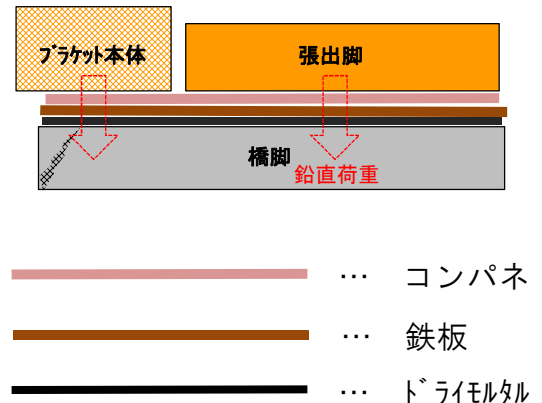 ﾌﾞﾗｹｯﾄ本体
張出脚
橋脚
鉛直荷重
… コンパネ
… 鉄板
… ﾄﾞﾗｲﾓﾙﾀﾙ